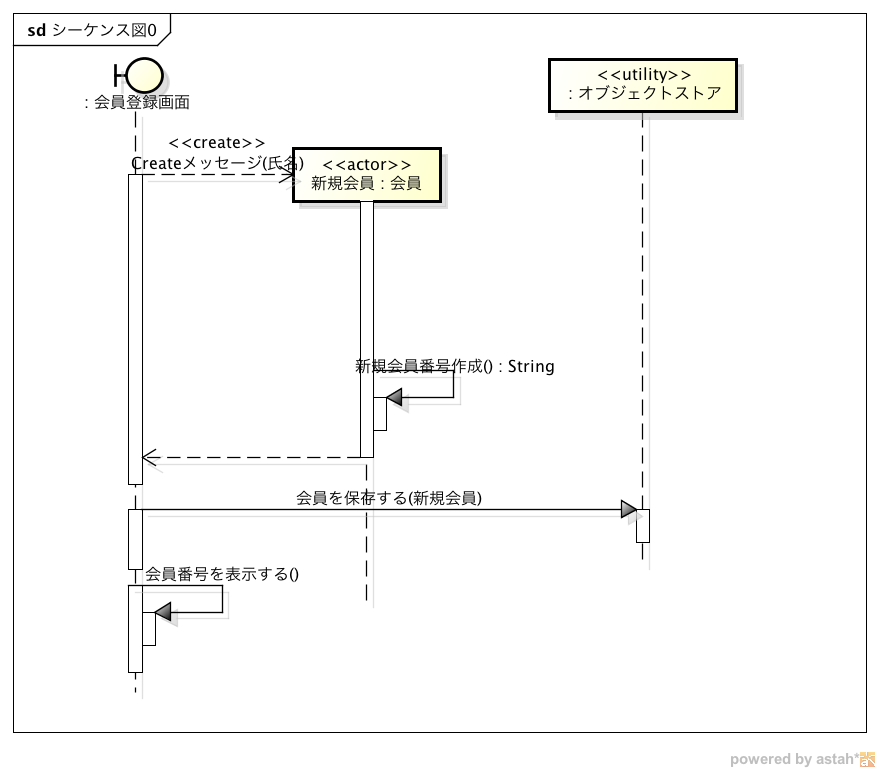 sd シーケンス図0
: 会員登録画面
<<utility>>
: オブジェクトストア
<<create>>
Createメッセージ(氏名)
<<actor>>
新規会員 : 会員
新規会員番号作成() : String
会員を保存する(新規会員)
会員番号を表示する()
powered by astah*